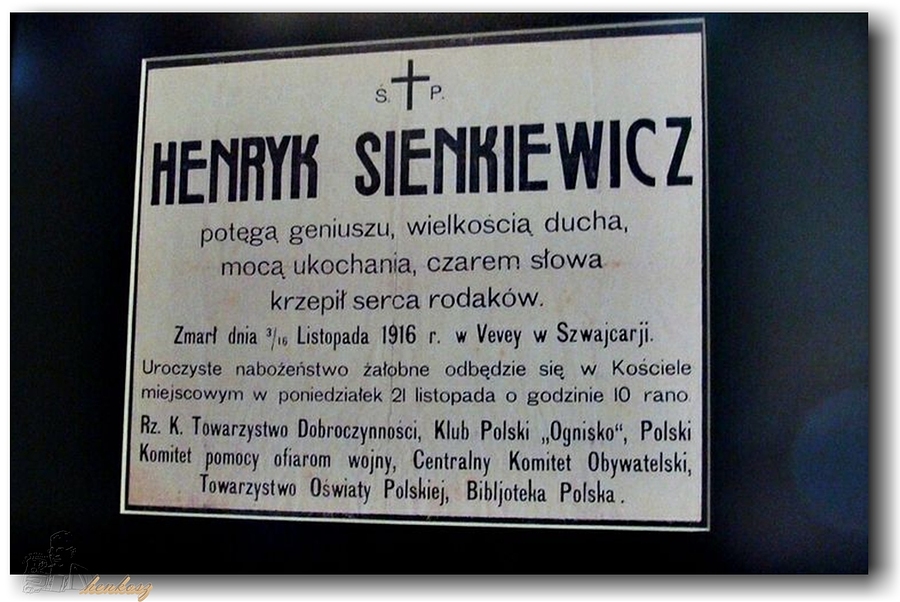 Ś. P.
HENRYK SIENKIEWICZ
potęgą geniuszu, wielkością ducha,
mocą ukochania, czarem słowa
krzepił serca rodaków.
Zmarł dnia 3/16 Listopada 1916 r. w Vevey w Szwajcarji.
Uroczyste nabożeństwo żałobne odbędzie się w Kościele
miejscowym w poniedziałek 21 listopada o godzinie 10 rano
Rz. K. Towarzystwo Dobroczynności, Klub Polski „Ognisko“, Polski
Komitet pomocy ofiarom wojny, Centralny Komitet Obywatelski,
Towarzystwo Oświaty Polskiej, Bibljoteka Polska.
henkosz